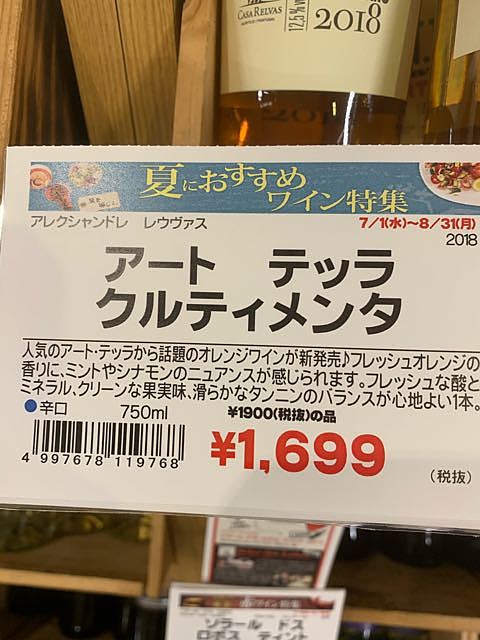 CASA RELVAS
12,5% v
2018
夏におすすめ
ワイン特集
アレクシャンドレ レウヴァス
7/1(水)～8/31(月)
2018
アート テッラ
クルティメンタ
人気のアート・テッラから話題のオレンジワインが新発売♪フレッシュオレンジの
香りに、ミントやシナモンのニュアンスが感じられます。フレッシュな酸と
ミネラル、クリーンな果実味、滑らかなタンニンのバランスが心地よい1本。
●辛口 750ml ¥1900(税抜)の品
¥1,699
(税抜)
4 997678 119768
ワイン特集
ソラール ドス
ロボス ティント